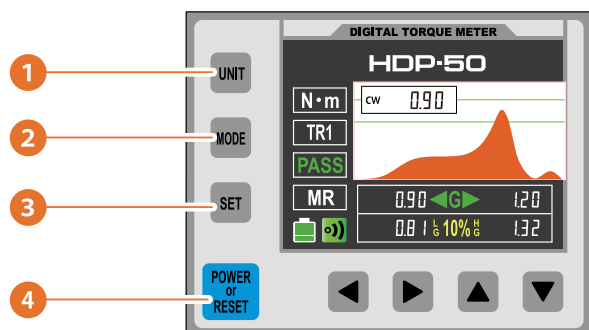 DIGITAL TORQUE METER
HDP-50
1
UNIT
N•m
CW 0.90
2
MODE
TR1
PASS
3
SET
MR
0.90 G 1.20
0.81 L G 10% H G 1.32
4
POWER
or
RESET